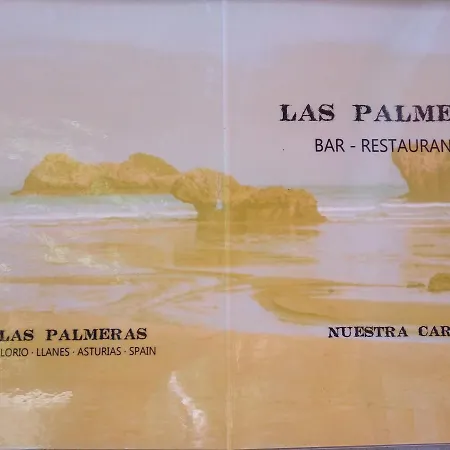 LAS PALME
BAR - RESTAURAN
LAS PALMERAS
LORIO · LLANES · ASTURIAS · SPAIN
NUESTRA CAR